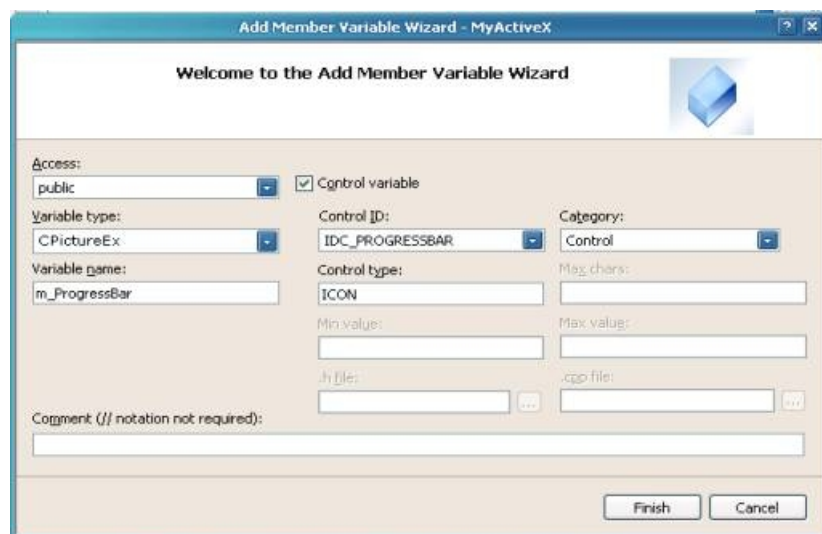 Add Member Variable Wizard - MyActiveX
Welcome to the Add Member Variable Wizard
Access:
public
Control variable
Variable type:
Control ID:
Category:
CPictureEx
IDC_PROGRESSBAR
Control
Variable name:
Control type:
Max chars:
m_ProgressBar
ICON
Min value:
Max value:
.h file:
.cpp file:
...
...
Comment (// notation not required):
Finish
Cancel